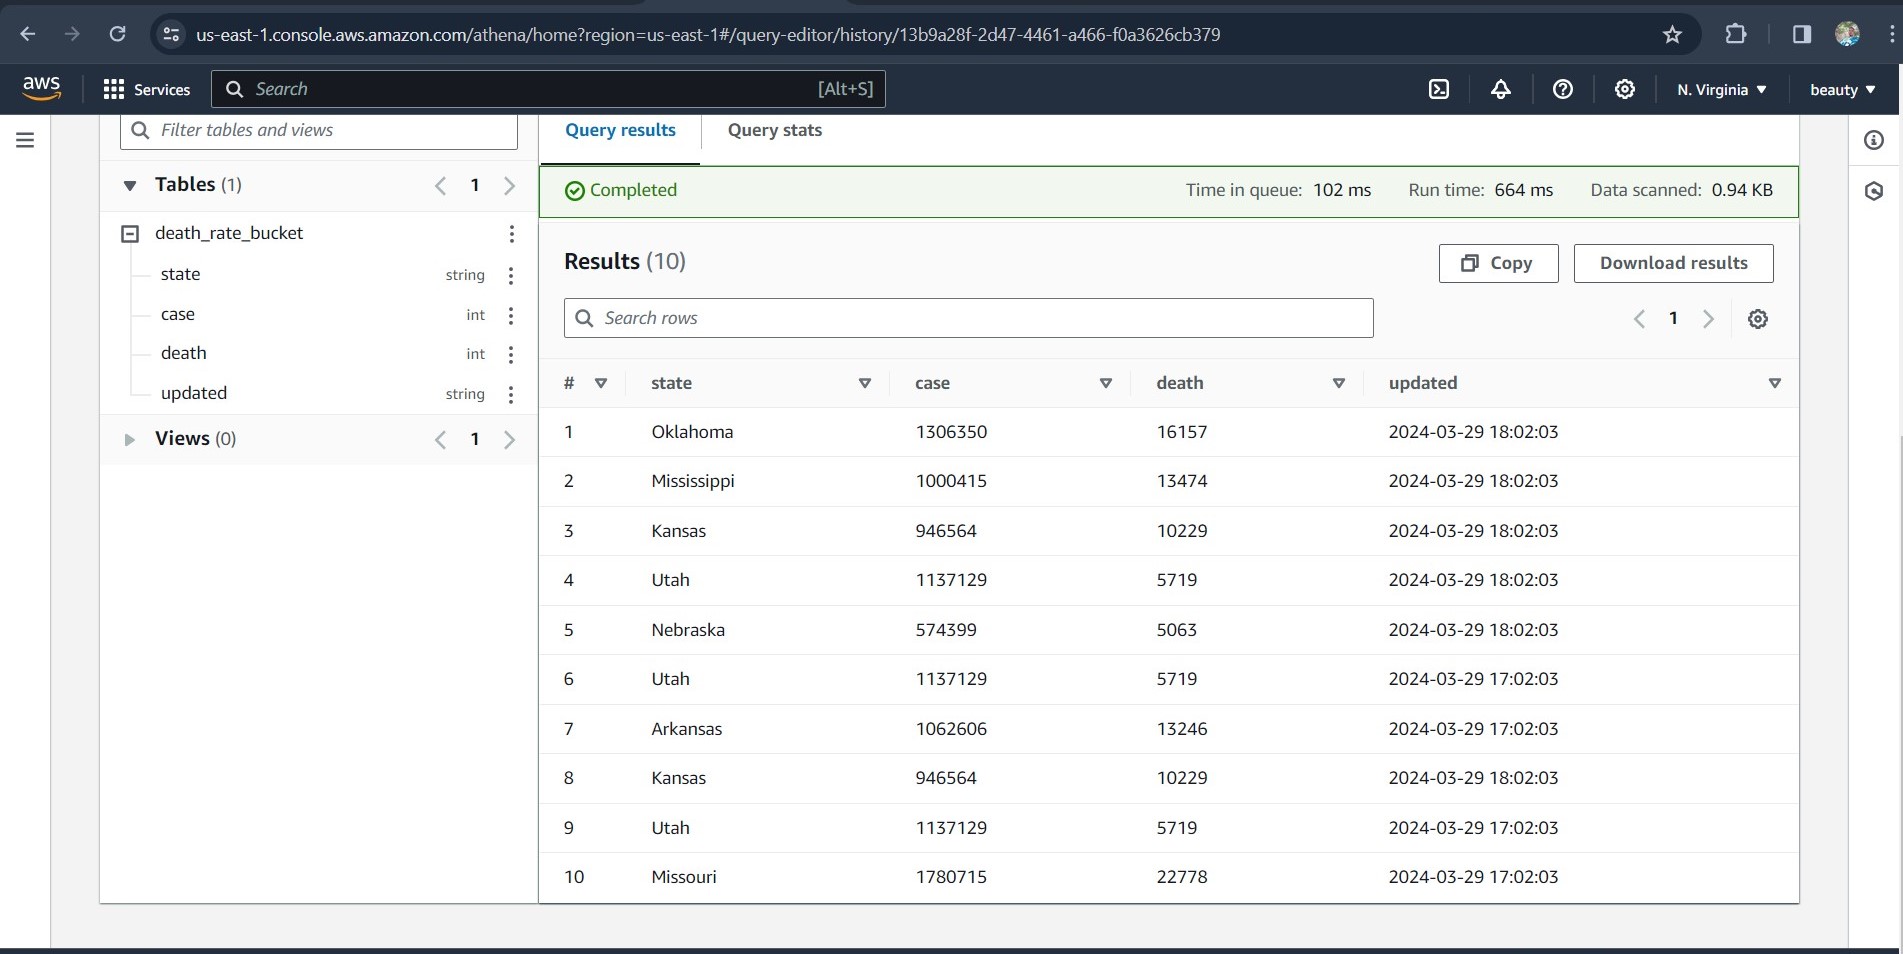 us-east-1.console.aws.amazon.com/athena/home?region=us-east-1#/query-editor/history/13b9a28f-2d47-4461-a466-f0a3626cb379
aws Services Search [Alt+S] N. Virginia beauty
Filter tables and views
Tables (1) 1
death_rate_bucket
state string
case int
death int
updated string
Views (0) 1
Query results Query stats
Completed Time in queue: 102 ms Run time: 664 ms Data scanned: 0.94 KB
Results (10) Copy Download results
Search rows 1
# state case death updated
1 Oklahoma 1306350 16157 2024-03-29 18:02:03
2 Mississippi 1000415 13474 2024-03-29 18:02:03
3 Kansas 946564 10229 2024-03-29 18:02:03
4 Utah 1137129 5719 2024-03-29 18:02:03
5 Nebraska 574399 5063 2024-03-29 18:02:03
6 Utah 1137129 5719 2024-03-29 17:02:03
7 Arkansas 1062606 13246 2024-03-29 17:02:03
8 Kansas 946564 10229 2024-03-29 18:02:03
9 Utah 1137129 5719 2024-03-29 17:02:03
10 Missouri 1780715 22778 2024-03-29 17:02:03